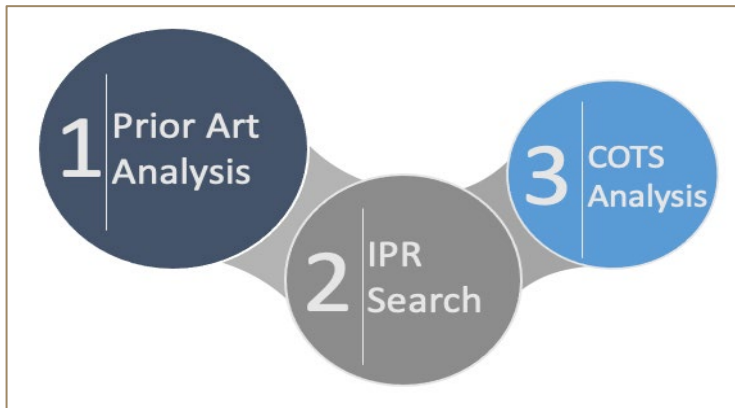 1
Prior Art
Analysis
2
IPR
Search
3
COTS
Analysis